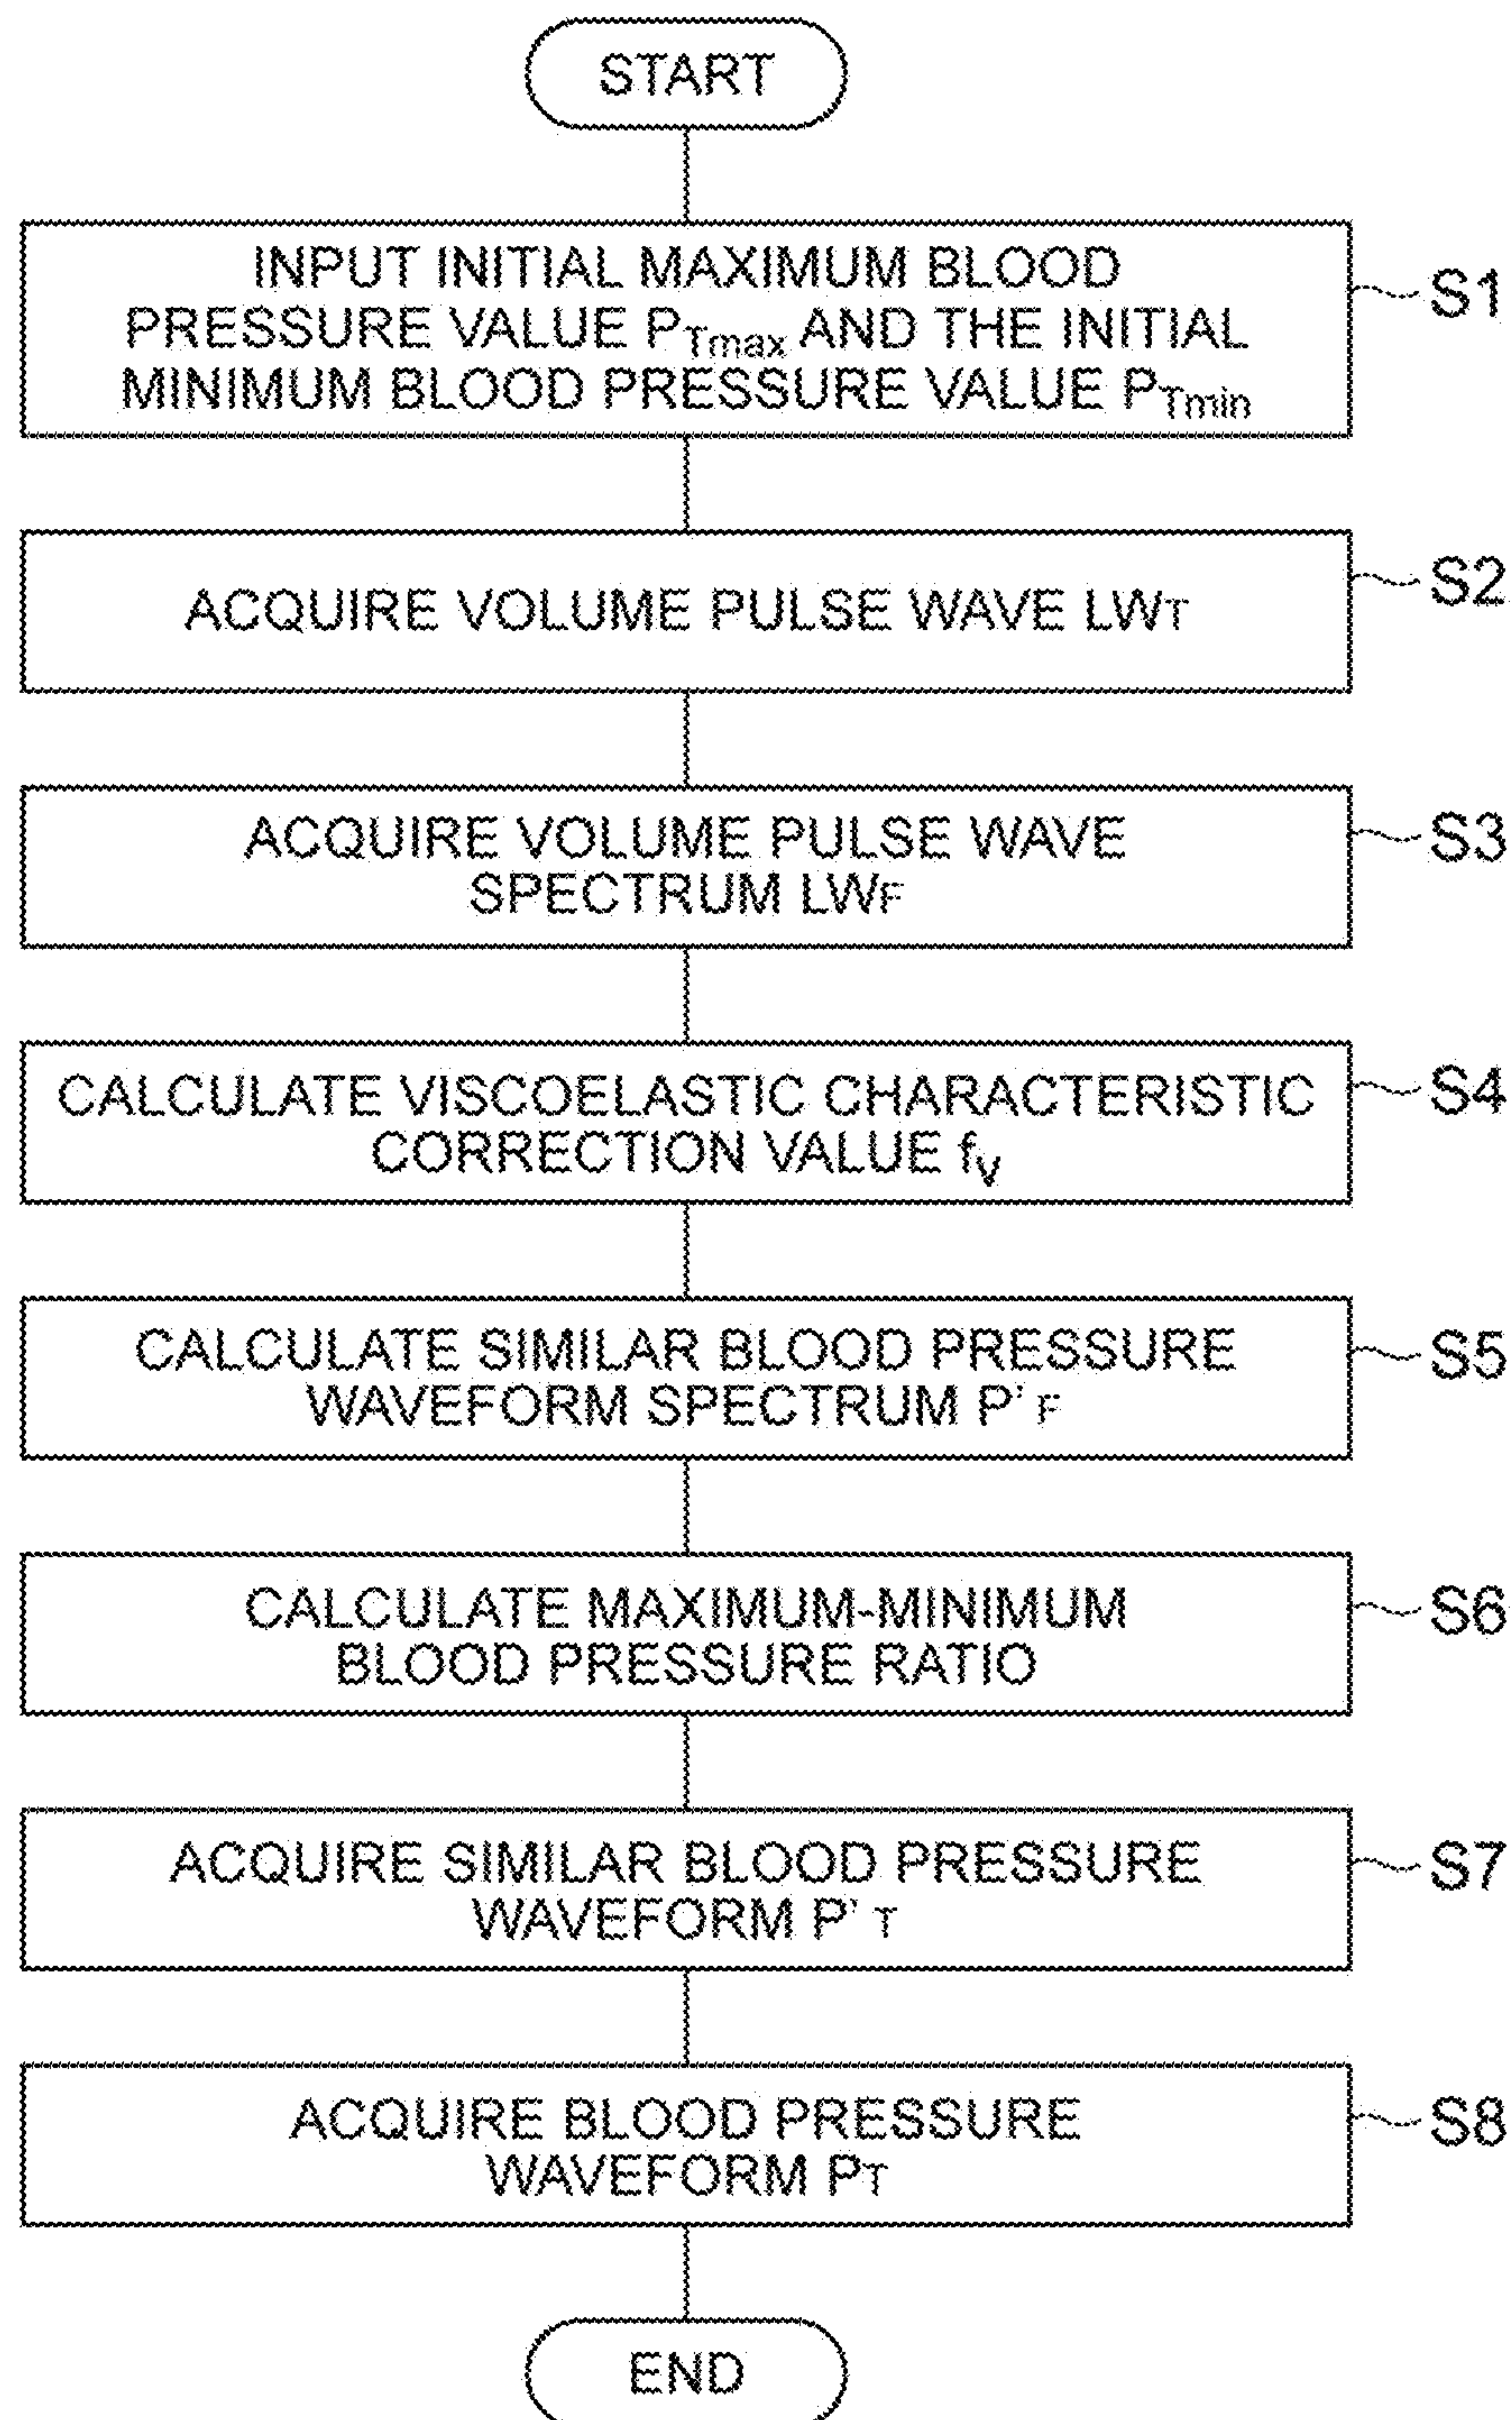 START
INPUT INITIAL MAXIMUM BLOOD
PRESSURE VALUE PTmax AND THE INITIAL
MINIMUM BLOOD PRESSURE VALUE PTmin
S1
ACQUIRE VOLUME PULSE WAVE LWT
S2
ACQUIRE VOLUME PULSE WAVE
SPECTRUM LWF
S3
CALCULATE VISCOELASTIC CHARACTERISTIC
CORRECTION VALUE fv
S4
CALCULATE SIMILAR BLOOD PRESSURE
WAVEFORM SPECTRUM P' F
S5
CALCULATE MAXIMUM-MINIMUM
BLOOD PRESSURE RATIO
S6
ACQUIRE SIMILAR BLOOD PRESSURE
WAVEFORM P' T
S7
ACQUIRE BLOOD PRESSURE
WAVEFORM PT
S8
END